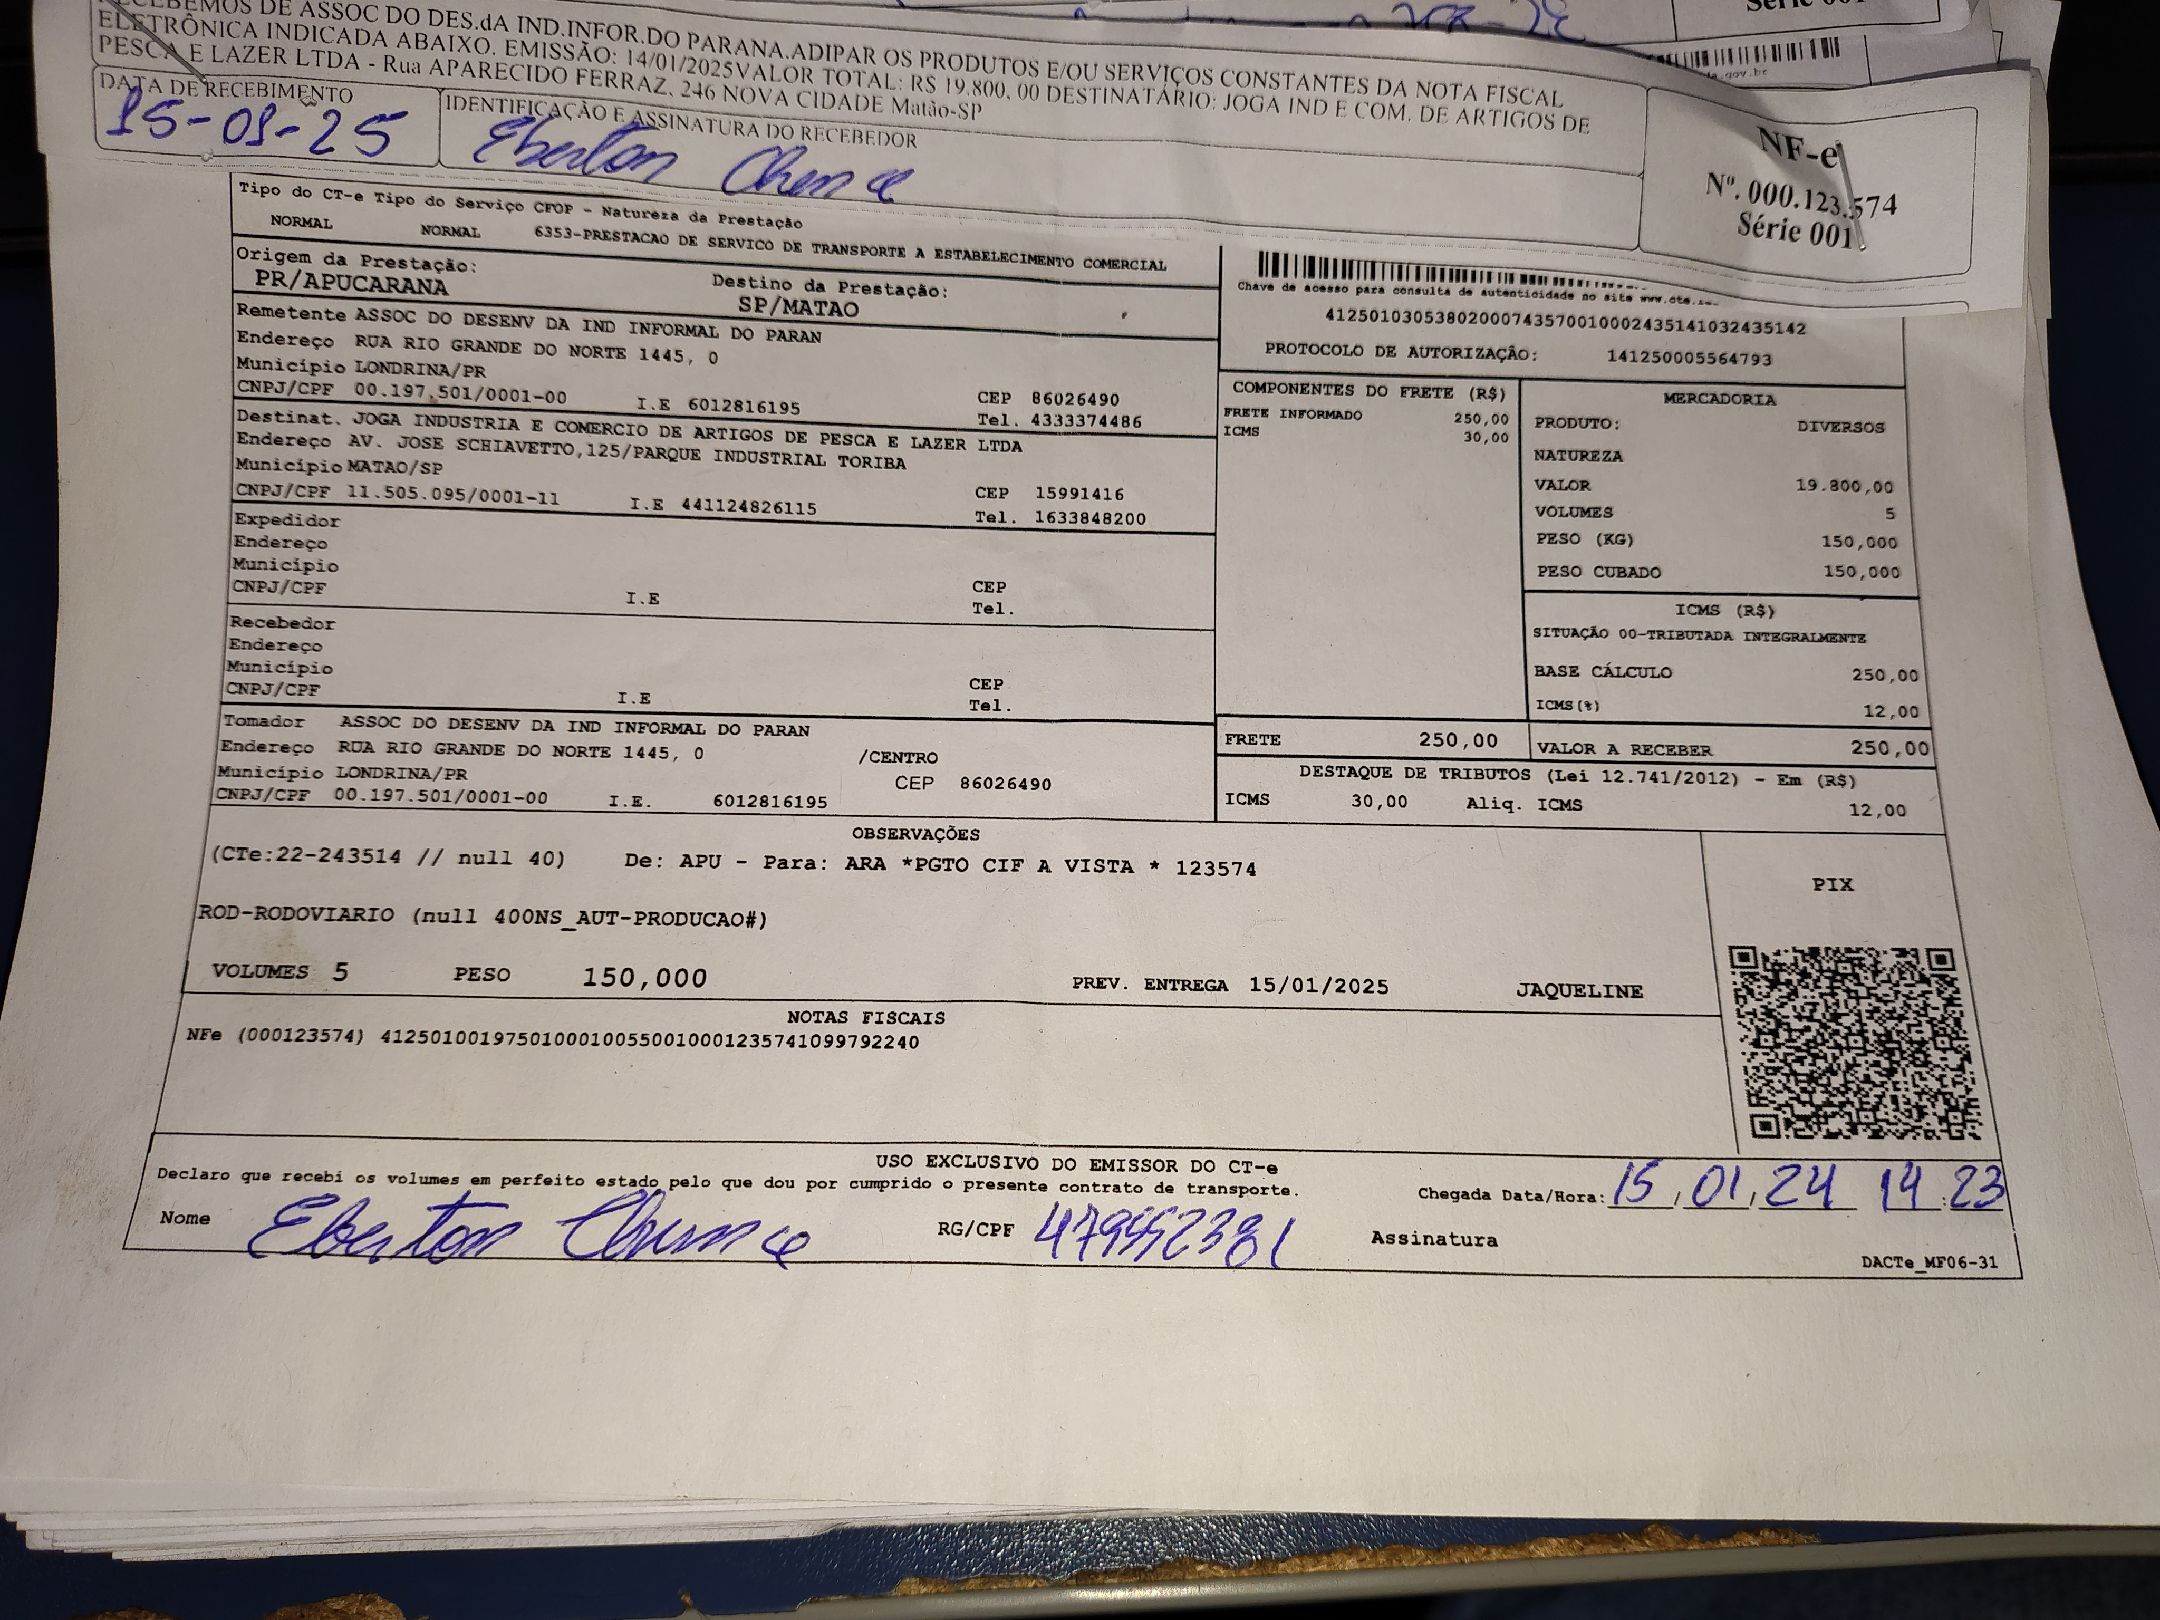 CEBEMOS DE ASSOC DO DES.dA IND.INFOR.DO PARANA.ADIPAR OS PRODUTOS E/OU SERVIÇOS CONSTANTES DA NOTA FISCAL
ELETRÔNICA INDICADA ABAIXO. EMISSÃO: 14/01/2025VALOR TOTAL: R$ 19.800, 00 DESTINATÁRIO: JOGA IND E COM. DE ARTIGOS DE
PESCA E LAZER LTDA - Rua APARECIDO FERRAZ, 246 NOVA CIDADE Matão-SP
DATA DE RECEBIMENTO
15-01-25
IDENTIFICAÇÃO E ASSINATURA DO RECEBEDOR
Eberton
NF-e
Nº. 000.123.574
Série 001
Tipo do CT-e Tipo do Serviço CFOP - Natureza da Prestação
NORMAL NORMAL 6353-PRESTACAO DE SERVICO DE TRANSPORTE A ESTABELECIMENTO COMERCIAL
Origem da Prestação: Destino da Prestação:
PR/APUCARANA SP/MATAO
Remetente ASSOC DO DESENV DA IND INFORMAL DO PARAN
Endereço RUA RIO GRANDE DO NORTE 1445, 0
Município LONDRINA/PR CEP 86026490
CNPJ/CPF 00.197.501/0001-00 I.E 6012816195 Tel. 4333374486
Destinat. JOGA INDUSTRIA E COMERCIO DE ARTIGOS DE PESCA E LAZER LTDA
Endereço AV. JOSE SCHIAVETTO,125/PARQUE INDUSTRIAL TORIBA
Município MATAO/SP CEP 15991416
CNPJ/CPF 11.505.095/0001-11 I.E 441124826115 Tel. 1633848200
Expedidor
Endereço
Município CEP
CNPJ/CPF I.E Tel.
Recebedor
Endereço
Município CEP
CNPJ/CPF I.E Tel.
Tomador ASSOC DO DESENV DA IND INFORMAL DO PARAN
Endereço RUA RIO GRANDE DO NORTE 1445, 0 /CENTRO
Município LONDRINA/PR CEP 86026490
CNPJ/CPF 00.197.501/0001-00 I.E. 6012816195
Chave de acesso para consulta de autenticidade no site www.cte.
41250103053802000743570010002435141032435142
PROTOCOLO DE AUTORIZAÇÃO: 141250005564793
COMPONENTES DO FRETE (R$)
FRETE INFORMADO 250,00
ICMS 30,00
MERCADORIA
PRODUTO: DIVERSOS
NATUREZA
VALOR 19.800,00
VOLUMES 5
PESO (KG) 150,000
PESO CUBADO 150,000
ICMS (R$)
SITUAÇÃO 00-TRIBUTADA INTEGRALMENTE
BASE CÁLCULO 250,00
ICMS(%) 12,00
FRETE 250,00 VALOR A RECEBER 250,00
DESTAQUE DE TRIBUTOS (Lei 12.741/2012) - Em (R$)
ICMS 30,00 Aliq. ICMS 12,00
OBSERVAÇÕES
(CTe:22-243514 // null 40) De: APU - Para: ARA *PGTO CIF A VISTA * 123574
ROD-RODOVIARIO (null 400NS_AUT-PRODUCAO#)
PIX
VOLUMES 5 PESO 150,000 PREV. ENTREGA 15/01/2025 JAQUELINE
NOTAS FISCAIS
NFe (000123574) 41250100197501000100550010001235741099792240
USO EXCLUSIVO DO EMISSOR DO CT-e
Declaro que recebi os volumes em perfeito estado pelo que dou por cumprido o presente contrato de transporte.
Chegada Data/Hora: 15,01,24 14:23
Nome Eberton RG/CPF Assinatura
DACTe_MF06-31